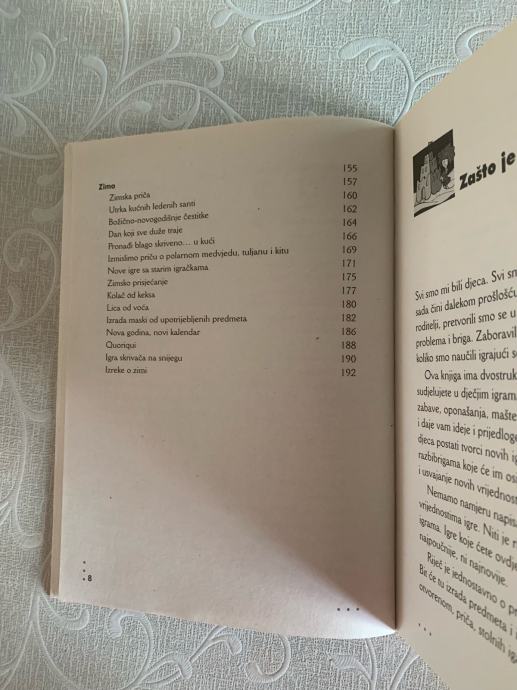 Zima 155
Zimska priča 157
Utrka kućnih ledenih santi 160
Božićno-novogodišnje čestitke 162
Dan koji sve duže traje 164
Pronađi blago skriveno... u kući 166
Izmislimo priču o polarnom medvjedu, tuljanu i kitu 169
Nove igre sa starim igračkama 171
Zimsko prisjećanje 175
Kolač od keksa 177
Lica od voća 180
Izrada maski od upotrijebljenih predmeta 182
Nova godina, novi kalendar 186
Quoriqui 188
Igra skrivača na snijegu 190
Izreke o zimi 192
8
Zašto je
Svi smo mi bili djeca. Svi sm
sada čini dalekom prošlošću
roditelji, pretvorili smo se u
problema i briga. Zaboravil
koliko smo naučili igrajući s
Ova knjiga ima dvostruk
sudjelujete u dječjim igram
zabave, oponašanja, mašte
i daje vam ideje i prijedlog
djeca postati tvorci novih ig
razbibrigama koje će im os
i usvajanje novih vrijednos
Nemamo namjeru napisa
vrijednostima igre. Niti je r
igrama. Igre koje ćete ovdj
najpoučnije, ni najnovije.
Riječ je jednostavno o pr
Bit će tu izrada predmeta i
otvorenom, priča, stolnih iga